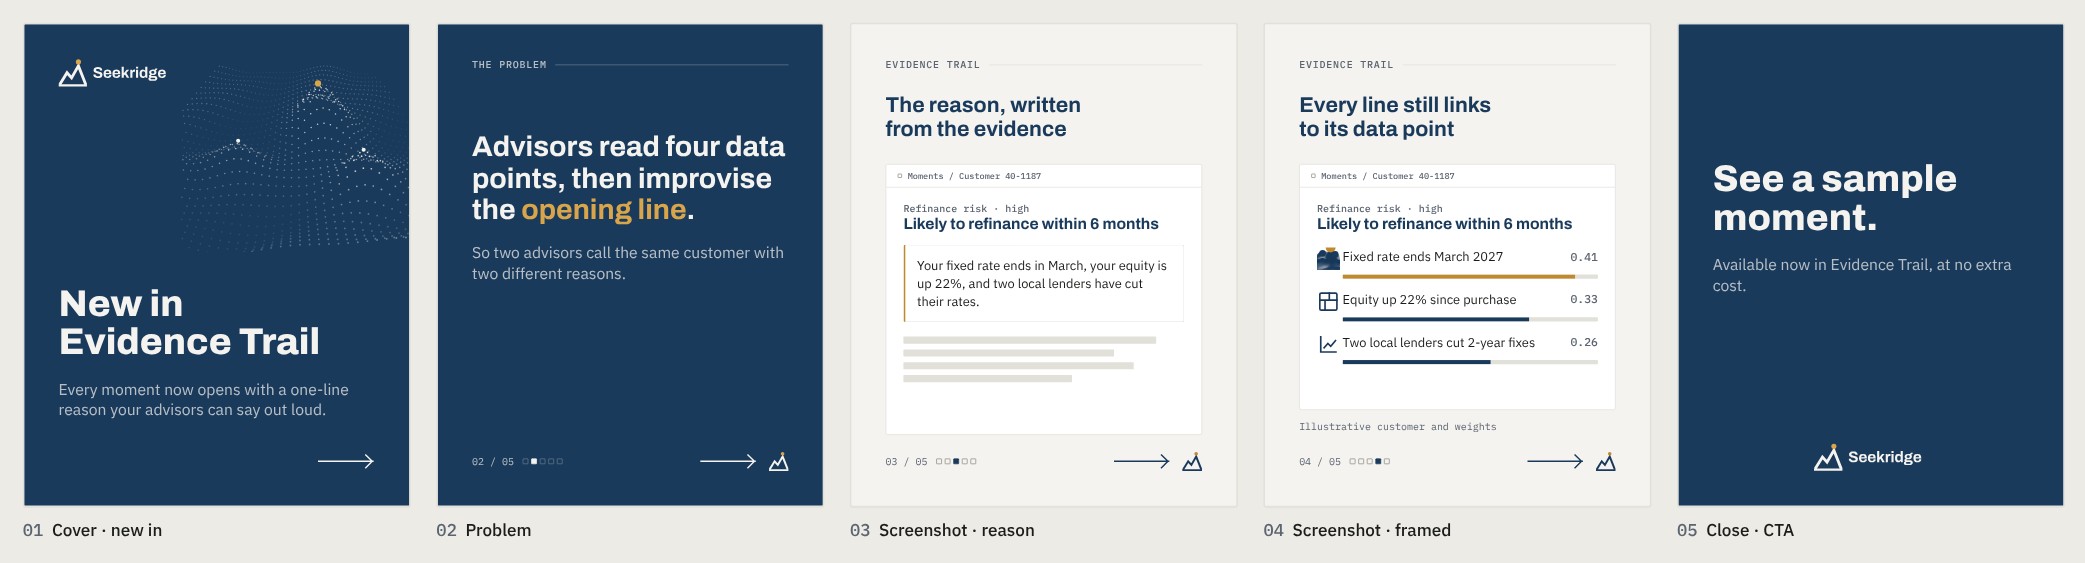 Seekridge
New in
Evidence Trail
Every moment now opens with a one-line
reason your advisors can say out loud.
01 Cover · new in
THE PROBLEM
Advisors read four data
points, then improvise
the opening line.
So two advisors call the same customer with
two different reasons.
02 / 05
02 Problem
EVIDENCE TRAIL
The reason, written
from the evidence
Moments / Customer 40-1187
Refinance risk · high
Likely to refinance within 6 months
Your fixed rate ends in March, your equity is
up 22%, and two local lenders have cut
their rates.
03 / 05
03 Screenshot · reason
EVIDENCE TRAIL
Every line still links
to its data point
Moments / Customer 40-1187
Refinance risk · high
Likely to refinance within 6 months
Fixed rate ends March 2027 0.41
Equity up 22% since purchase 0.33
Two local lenders cut 2-year fixes 0.26
Illustrative customer and weights
04 / 05
04 Screenshot · framed
See a sample
moment.
Available now in Evidence Trail, at no extra
cost.
Seekridge
05 Close · CTA